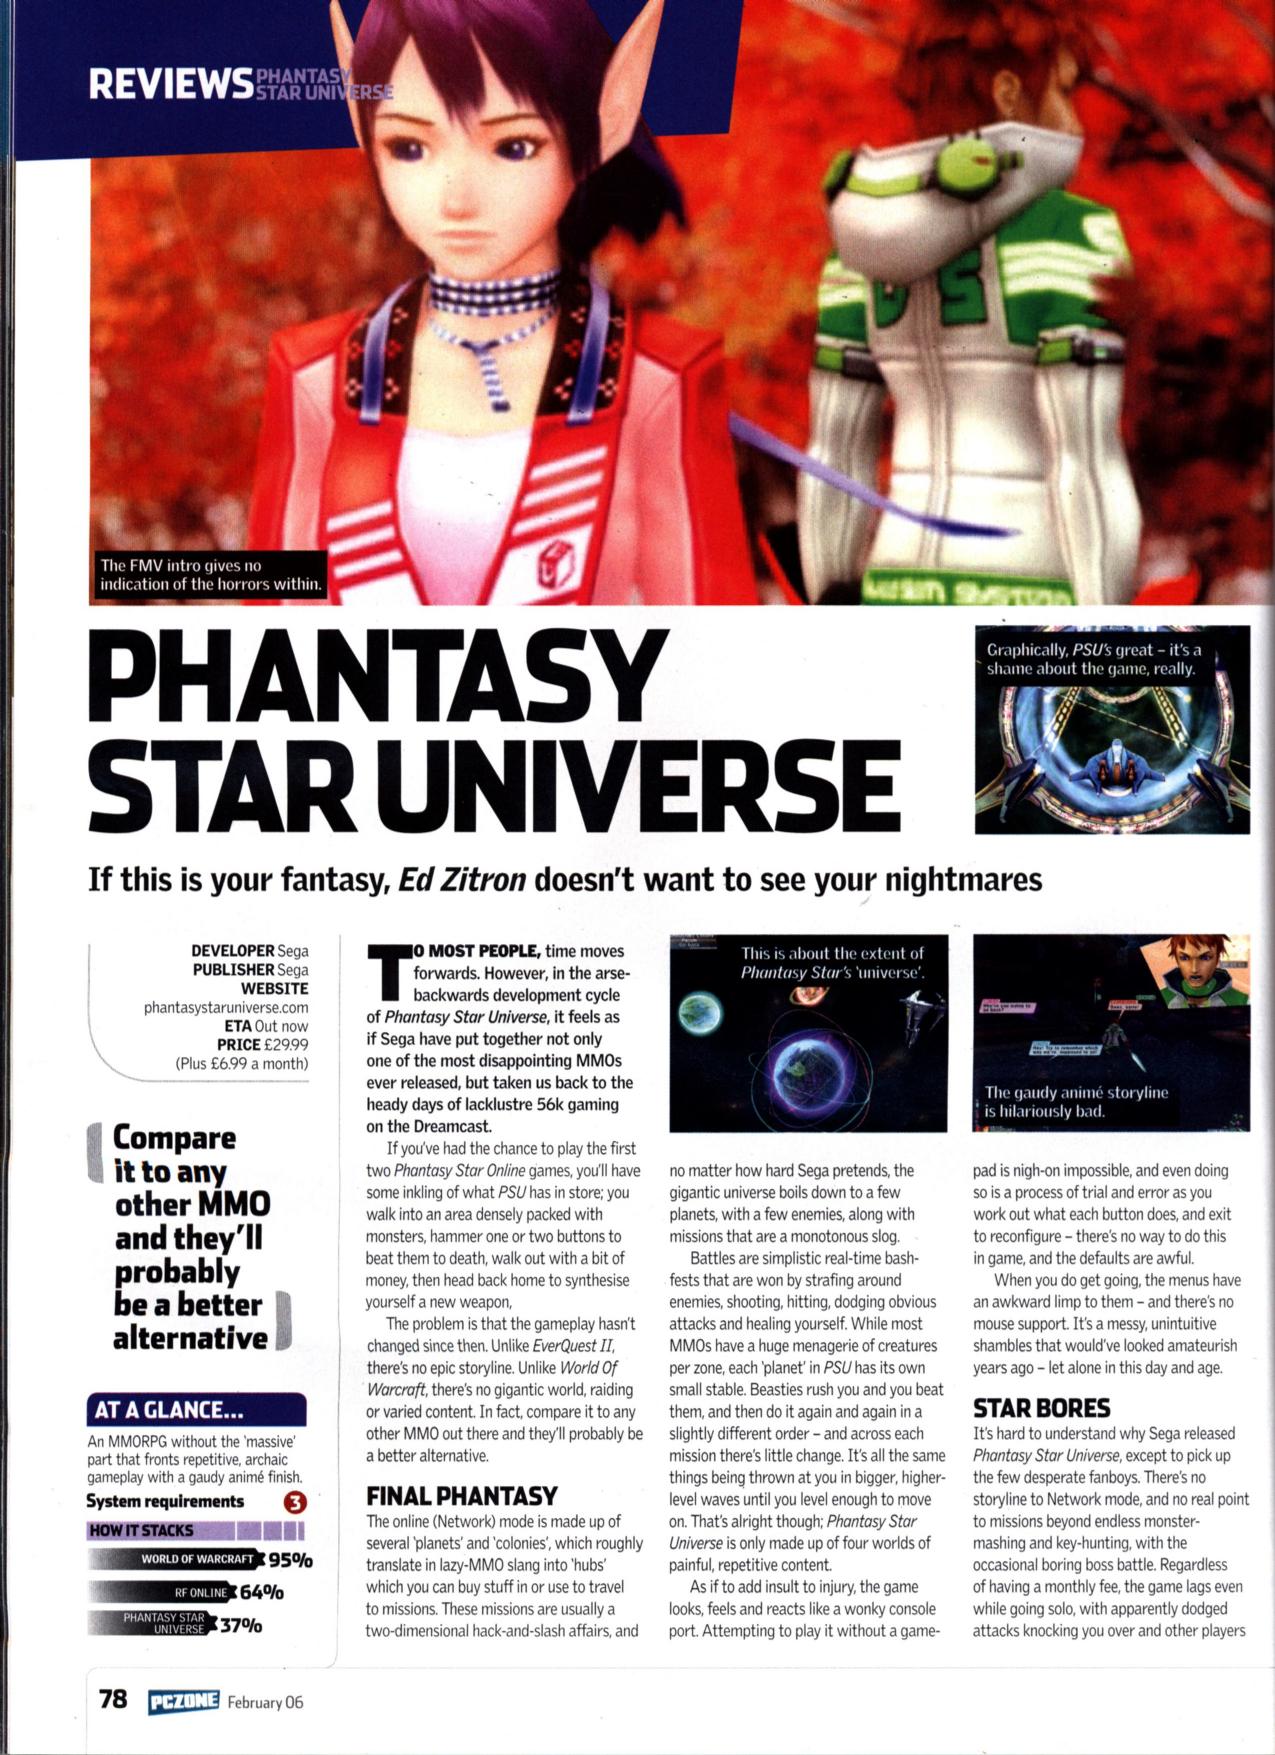 REVIEWS PHANTASY
STAR UNIVERSE
The FMV intro gives no
indication of the horrors within.
PHANTASY
STAR UNIVERSE
Graphically, PSU's great – it's a
shame about the game, really.
If this is your fantasy, Ed Zitron doesn't want to see your nightmares
DEVELOPER Sega
PUBLISHER Sega
WEBSITE
phantasystaruniverse.com
ETA Out now
PRICE £29.99
(Plus £6.99 a month)
Compare
it to any
other MMO
and they'll
probably
be a better
alternative
AT A GLANCE...
An MMORPG without the 'massive'
part that fronts repetitive, archaic
gameplay with a gaudy animé finish.
System requirements 3
HOW IT STACKS
WORLD OF WARCRAFT 95%
RF ONLINE 64%
PHANTASY STAR
UNIVERSE 37%
TO MOST PEOPLE, time moves
forwards. However, in the arse-
backwards development cycle
of Phantasy Star Universe, it feels as
if Sega have put together not only
one of the most disappointing MMOs
ever released, but taken us back to the
heady days of lacklustre 56k gaming
on the Dreamcast.
If you've had the chance to play the first
two Phantasy Star Online games, you'll have
some inkling of what PSU has in store; you
walk into an area densely packed with
monsters, hammer one or two buttons to
beat them to death, walk out with a bit of
money, then head back home to synthesise
yourself a new weapon,
The problem is that the gameplay hasn't
changed since then. Unlike EverQuest II,
there's no epic storyline. Unlike World Of
Warcraft, there's no gigantic world, raiding
or varied content. In fact, compare it to any
other MMO out there and they'll probably be
a better alternative.
FINAL PHANTASY
The online (Network) mode is made up of
several 'planets' and 'colonies', which roughly
translate in lazy-MMO slang into 'hubs'
which you can buy stuff in or use to travel
to missions. These missions are usually a
two-dimensional hack-and-slash affairs, and
This is about the extent of
Phantasy Star's 'universe'.
no matter how hard Sega pretends, the
gigantic universe boils down to a few
planets, with a few enemies, along with
missions that are a monotonous slog.
Battles are simplistic real-time bash-
fests that are won by strafing around
enemies, shooting, hitting, dodging obvious
attacks and healing yourself. While most
MMOs have a huge menagerie of creatures
per zone, each 'planet' in PSU has its own
small stable. Beasties rush you and you beat
them, and then do it again and again in a
slightly different order – and across each
mission there's little change. It's all the same
things being thrown at you in bigger, higher-
level waves until you level enough to move
on. That's alright though; Phantasy Star
Universe is only made up of four worlds of
painful, repetitive content.
As if to add insult to injury, the game
looks, feels and reacts like a wonky console
port. Attempting to play it without a game-
The gaudy animé storyline
is hilariously bad.
pad is nigh-on impossible, and even doing
so is a process of trial and error as you
work out what each button does, and exit
to reconfigure – there's no way to do this
in game, and the defaults are awful.
When you do get going, the menus have
an awkward limp to them – and there's no
mouse support. It's a messy, unintuitive
shambles that would've looked amateurish
years ago – let alone in this day and age.
STAR BORES
It's hard to understand why Sega released
Phantasy Star Universe, except to pick up
the few desperate fanboys. There's no
storyline to Network mode, and no real point
to missions beyond endless monster-
mashing and key-hunting, with the
occasional boring boss battle. Regardless
of having a monthly fee, the game lags even
while going solo, with apparently dodged
attacks knocking you over and other players
78 PCZONE February 06